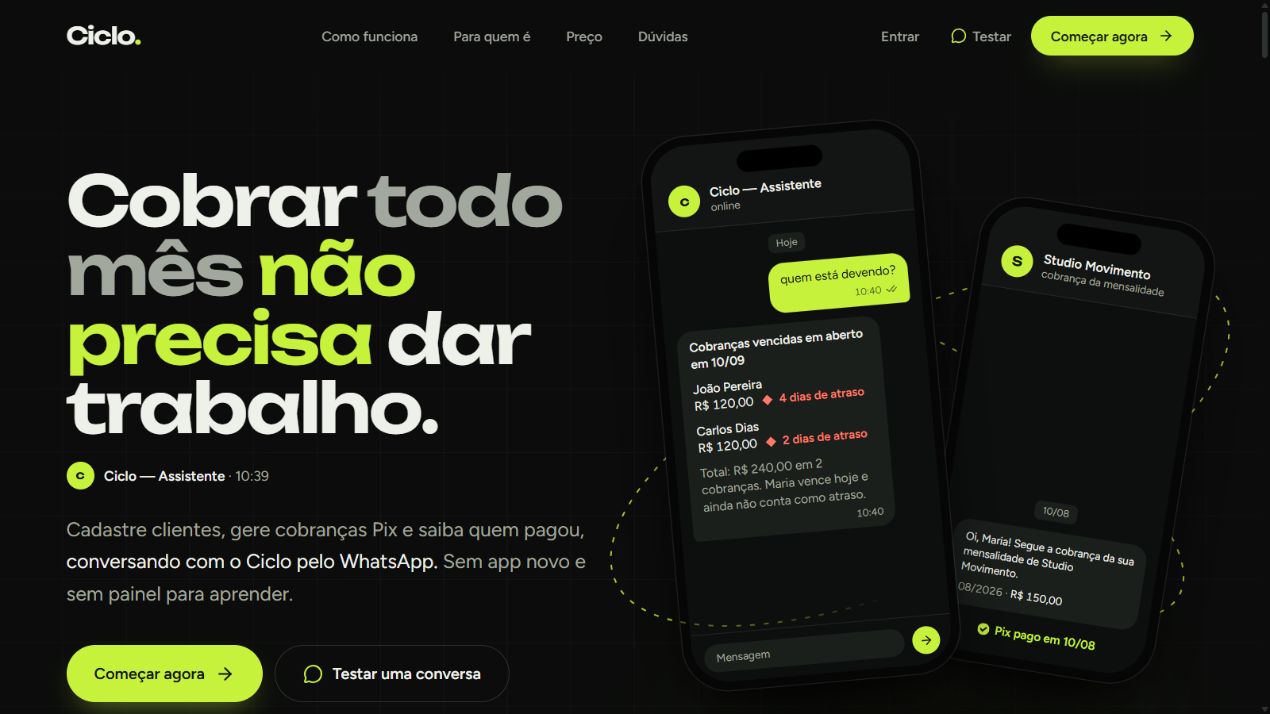 Ciclo.
Como funciona
Para quem é
Preço
Dúvidas
Entrar
Testar
Começar agora
Cobrar todo
mês não
precisa dar
trabalho.
C
Ciclo — Assistente · 10:39
Cadastre clientes, gere cobranças Pix e saiba quem pagou,
conversando com o Ciclo pelo WhatsApp. Sem app novo e
sem painel para aprender.
Começar agora
Testar uma conversa
C
Ciclo — Assistente
online
Hoje
quem está devendo?
10:40
Cobranças vencidas em aberto
em 10/09
João Pereira
R$ 120,00 4 dias de atraso
Carlos Dias
R$ 120,00 2 dias de atraso
Total: R$ 240,00 em 2
cobranças. Maria vence hoje e
ainda não conta como atraso.
10:40
Mensagem
S
Studio Movimento
cobrança da mensalidade
10/08
Oi, Maria! Segue a cobrança da sua
mensalidade de Studio
Movimento.
08/2026 · R$ 150,00
Pix pago em 10/08